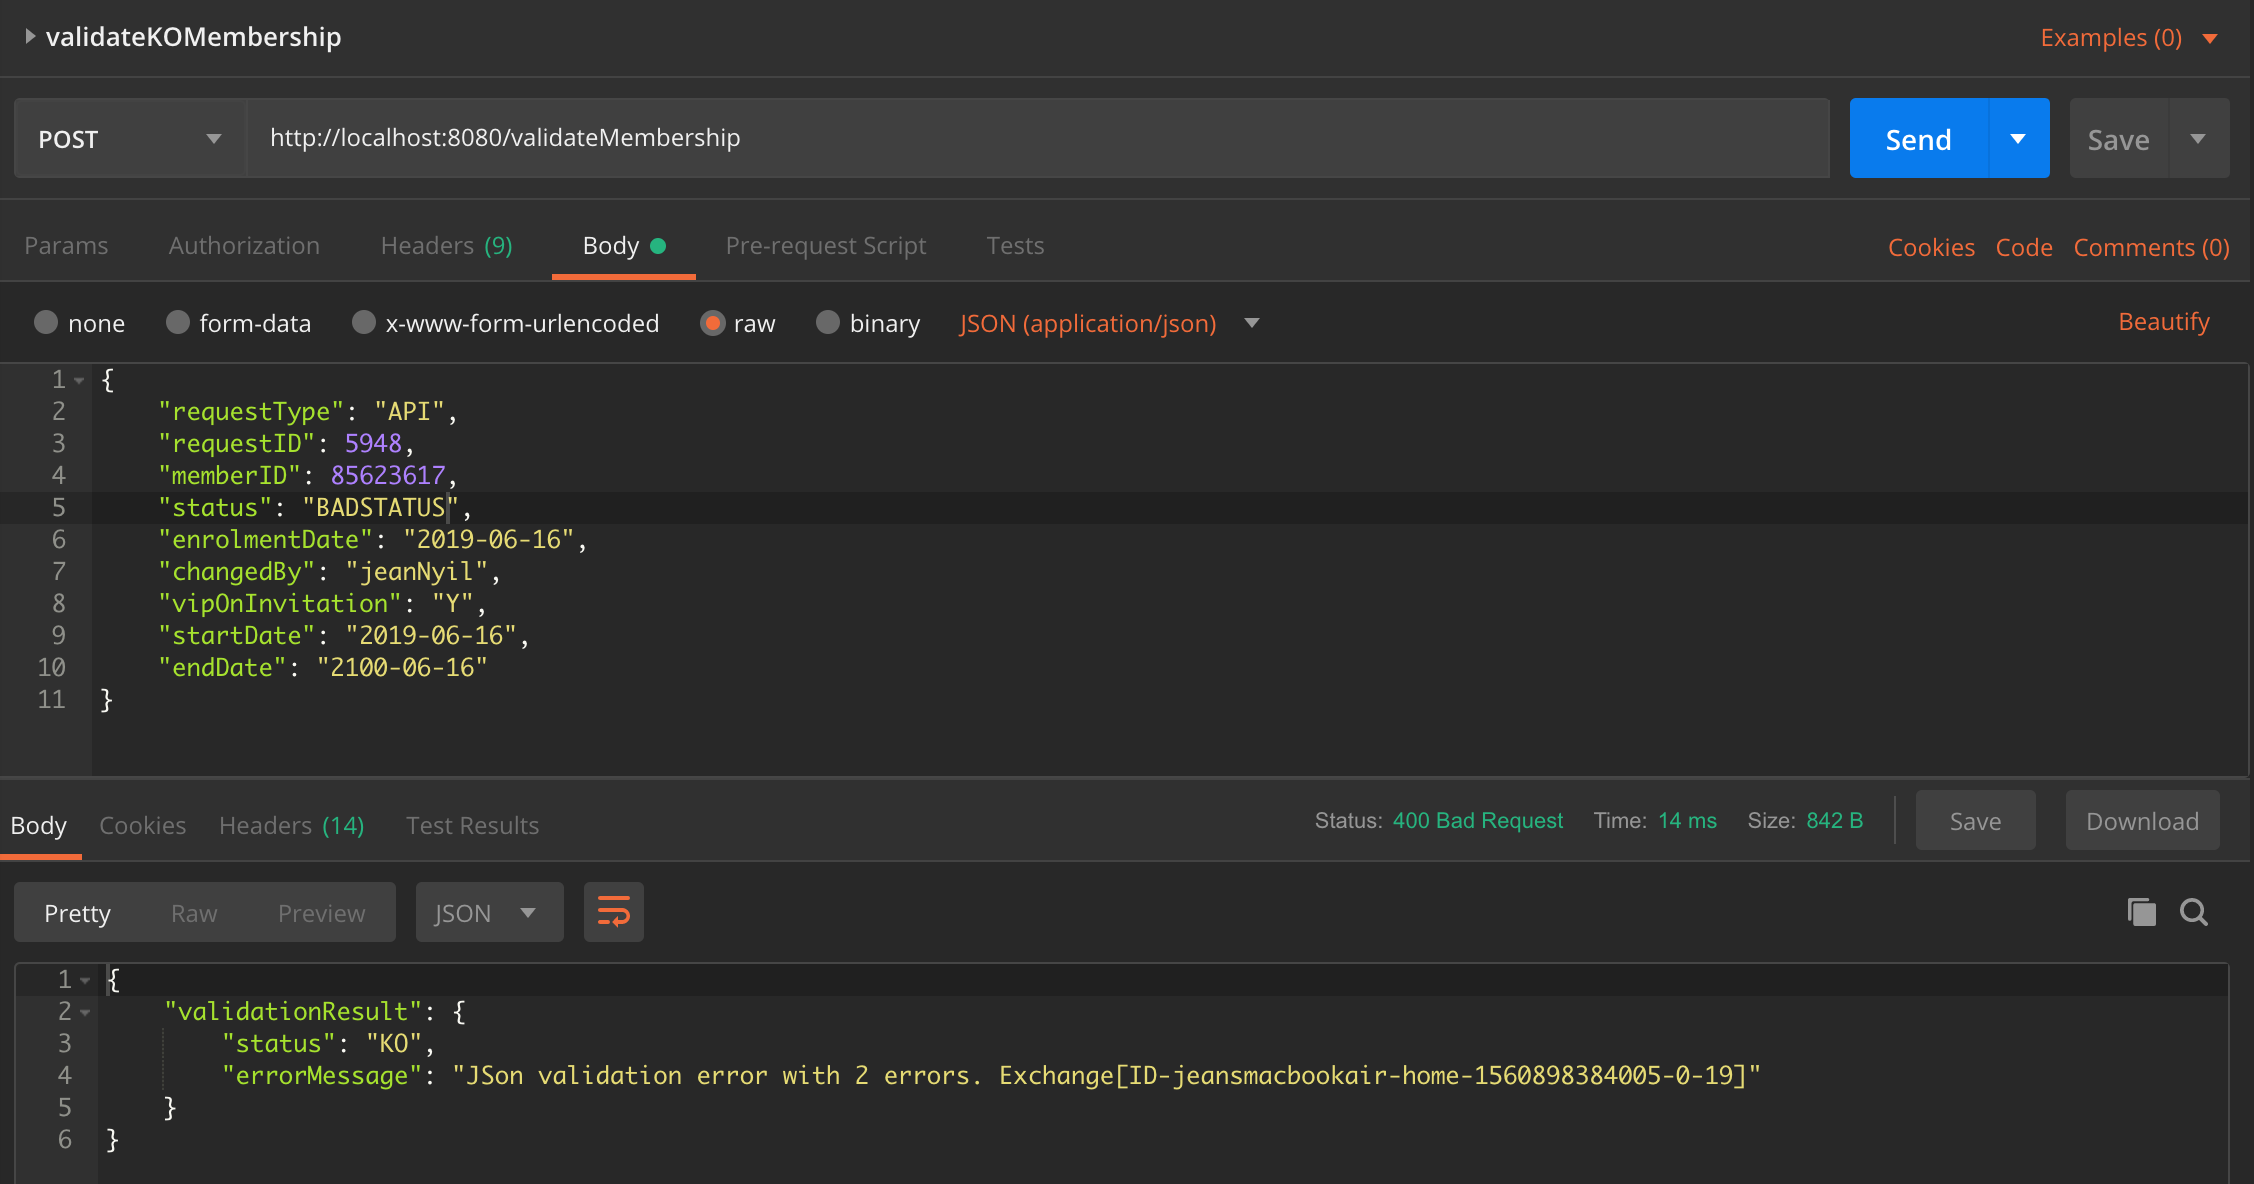 validateKOMembership
Examples (0)
POST
http://localhost:8080/validateMembership
Send
Save
Params
Authorization
Headers (9)
Body
Pre-request Script
Tests
Cookies
Code
Comments (0)
none
form-data
x-www-form-urlencoded
raw
binary
JSON (application/json)
Beautify
1 {
2 "requestType": "API",
3 "requestID": 5948,
4 "memberID": 85623617,
5 "status": "BADSTATUS",
6 "enrolmentDate": "2019-06-16",
7 "changedBy": "jeanNyil",
8 "vipOnInvitation": "Y",
9 "startDate": "2019-06-16",
10 "endDate": "2100-06-16"
11 }
Body
Cookies
Headers (14)
Test Results
Status: 400 Bad Request
Time: 14 ms
Size: 842 B
Save
Download
Pretty
Raw
Preview
JSON
1 {
2 "validationResult": {
3 "status": "KO",
4 "errorMessage": "JSon validation error with 2 errors. Exchange[ID-jeansmacbookair-home-1560898384005-0-19]"
5 }
6 }